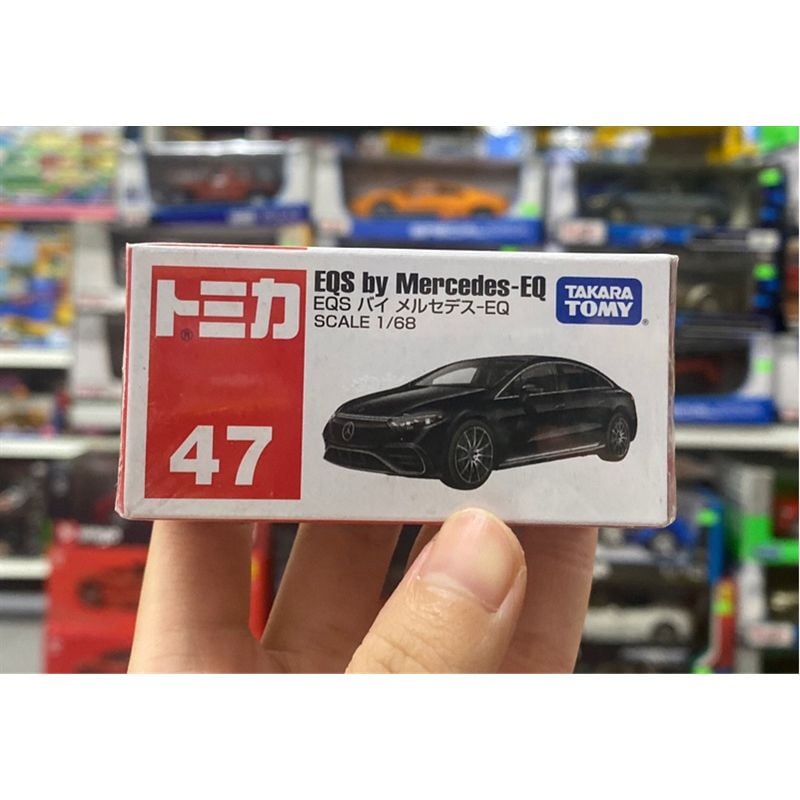 トミカ
®
47
EQS by Mercedes-EQ
EQS バイ メルセデス-EQ
SCALE 1/68
TAKARA
TOMY
®